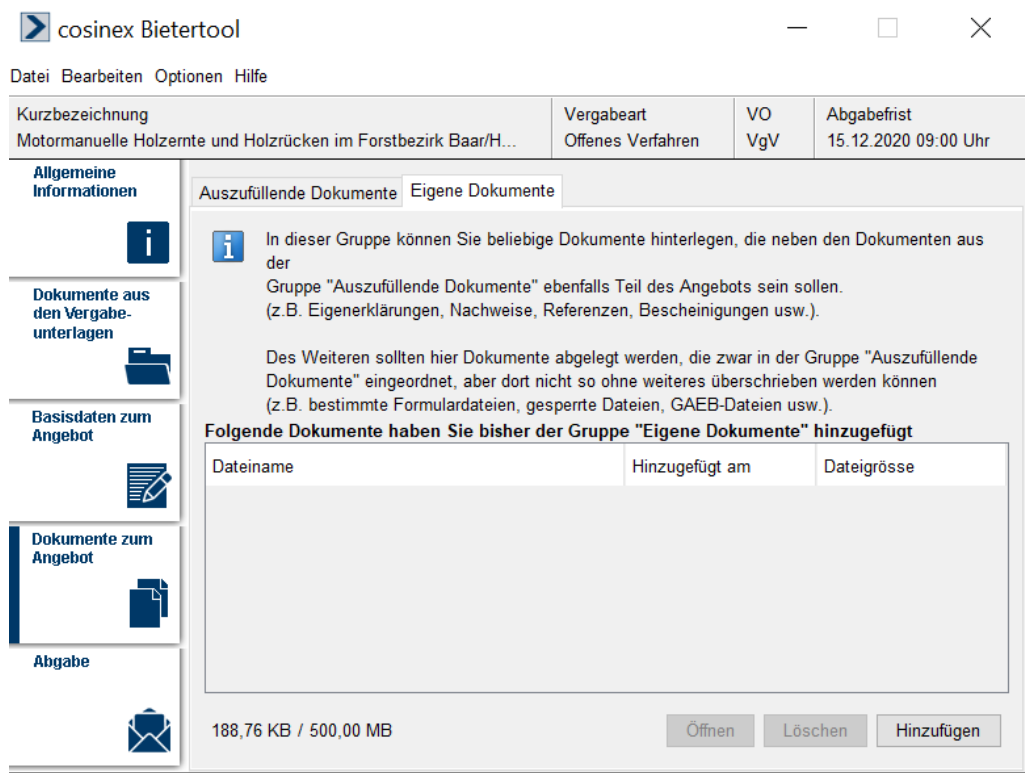 cosinex Bietertool
Datei Bearbeiten Optionen Hilfe
Kurzbezeichnung
Motormanuelle Holzernte und Holzrücken im Forstbezirk Baar/H...
Vergabeart
Offenes Verfahren
VO
VgV
Abgabefrist
15.12.2020 09:00 Uhr
Allgemeine
Informationen
Dokumente aus
den Vergabe-
unterlagen
Basisdaten zum
Angebot
Dokumente zum
Angebot
Abgabe
Auszufüllende Dokumente Eigene Dokumente
In dieser Gruppe können Sie beliebige Dokumente hinterlegen, die neben den Dokumenten aus
der
Gruppe "Auszufüllende Dokumente" ebenfalls Teil des Angebots sein sollen.
(z.B. Eigenerklärungen, Nachweise, Referenzen, Bescheinigungen usw.).
Des Weiteren sollten hier Dokumente abgelegt werden, die zwar in der Gruppe "Auszufüllende
Dokumente" eingeordnet, aber dort nicht so ohne weiteres überschrieben werden können
(z.B. bestimmte Formulardateien, gesperrte Dateien, GAEB-Dateien usw.).
Folgende Dokumente haben Sie bisher der Gruppe "Eigene Dokumente" hinzugefügt
Dateiname Hinzugefügt am Dateigrösse
188,76 KB / 500,00 MB
Öffnen Löschen Hinzufügen